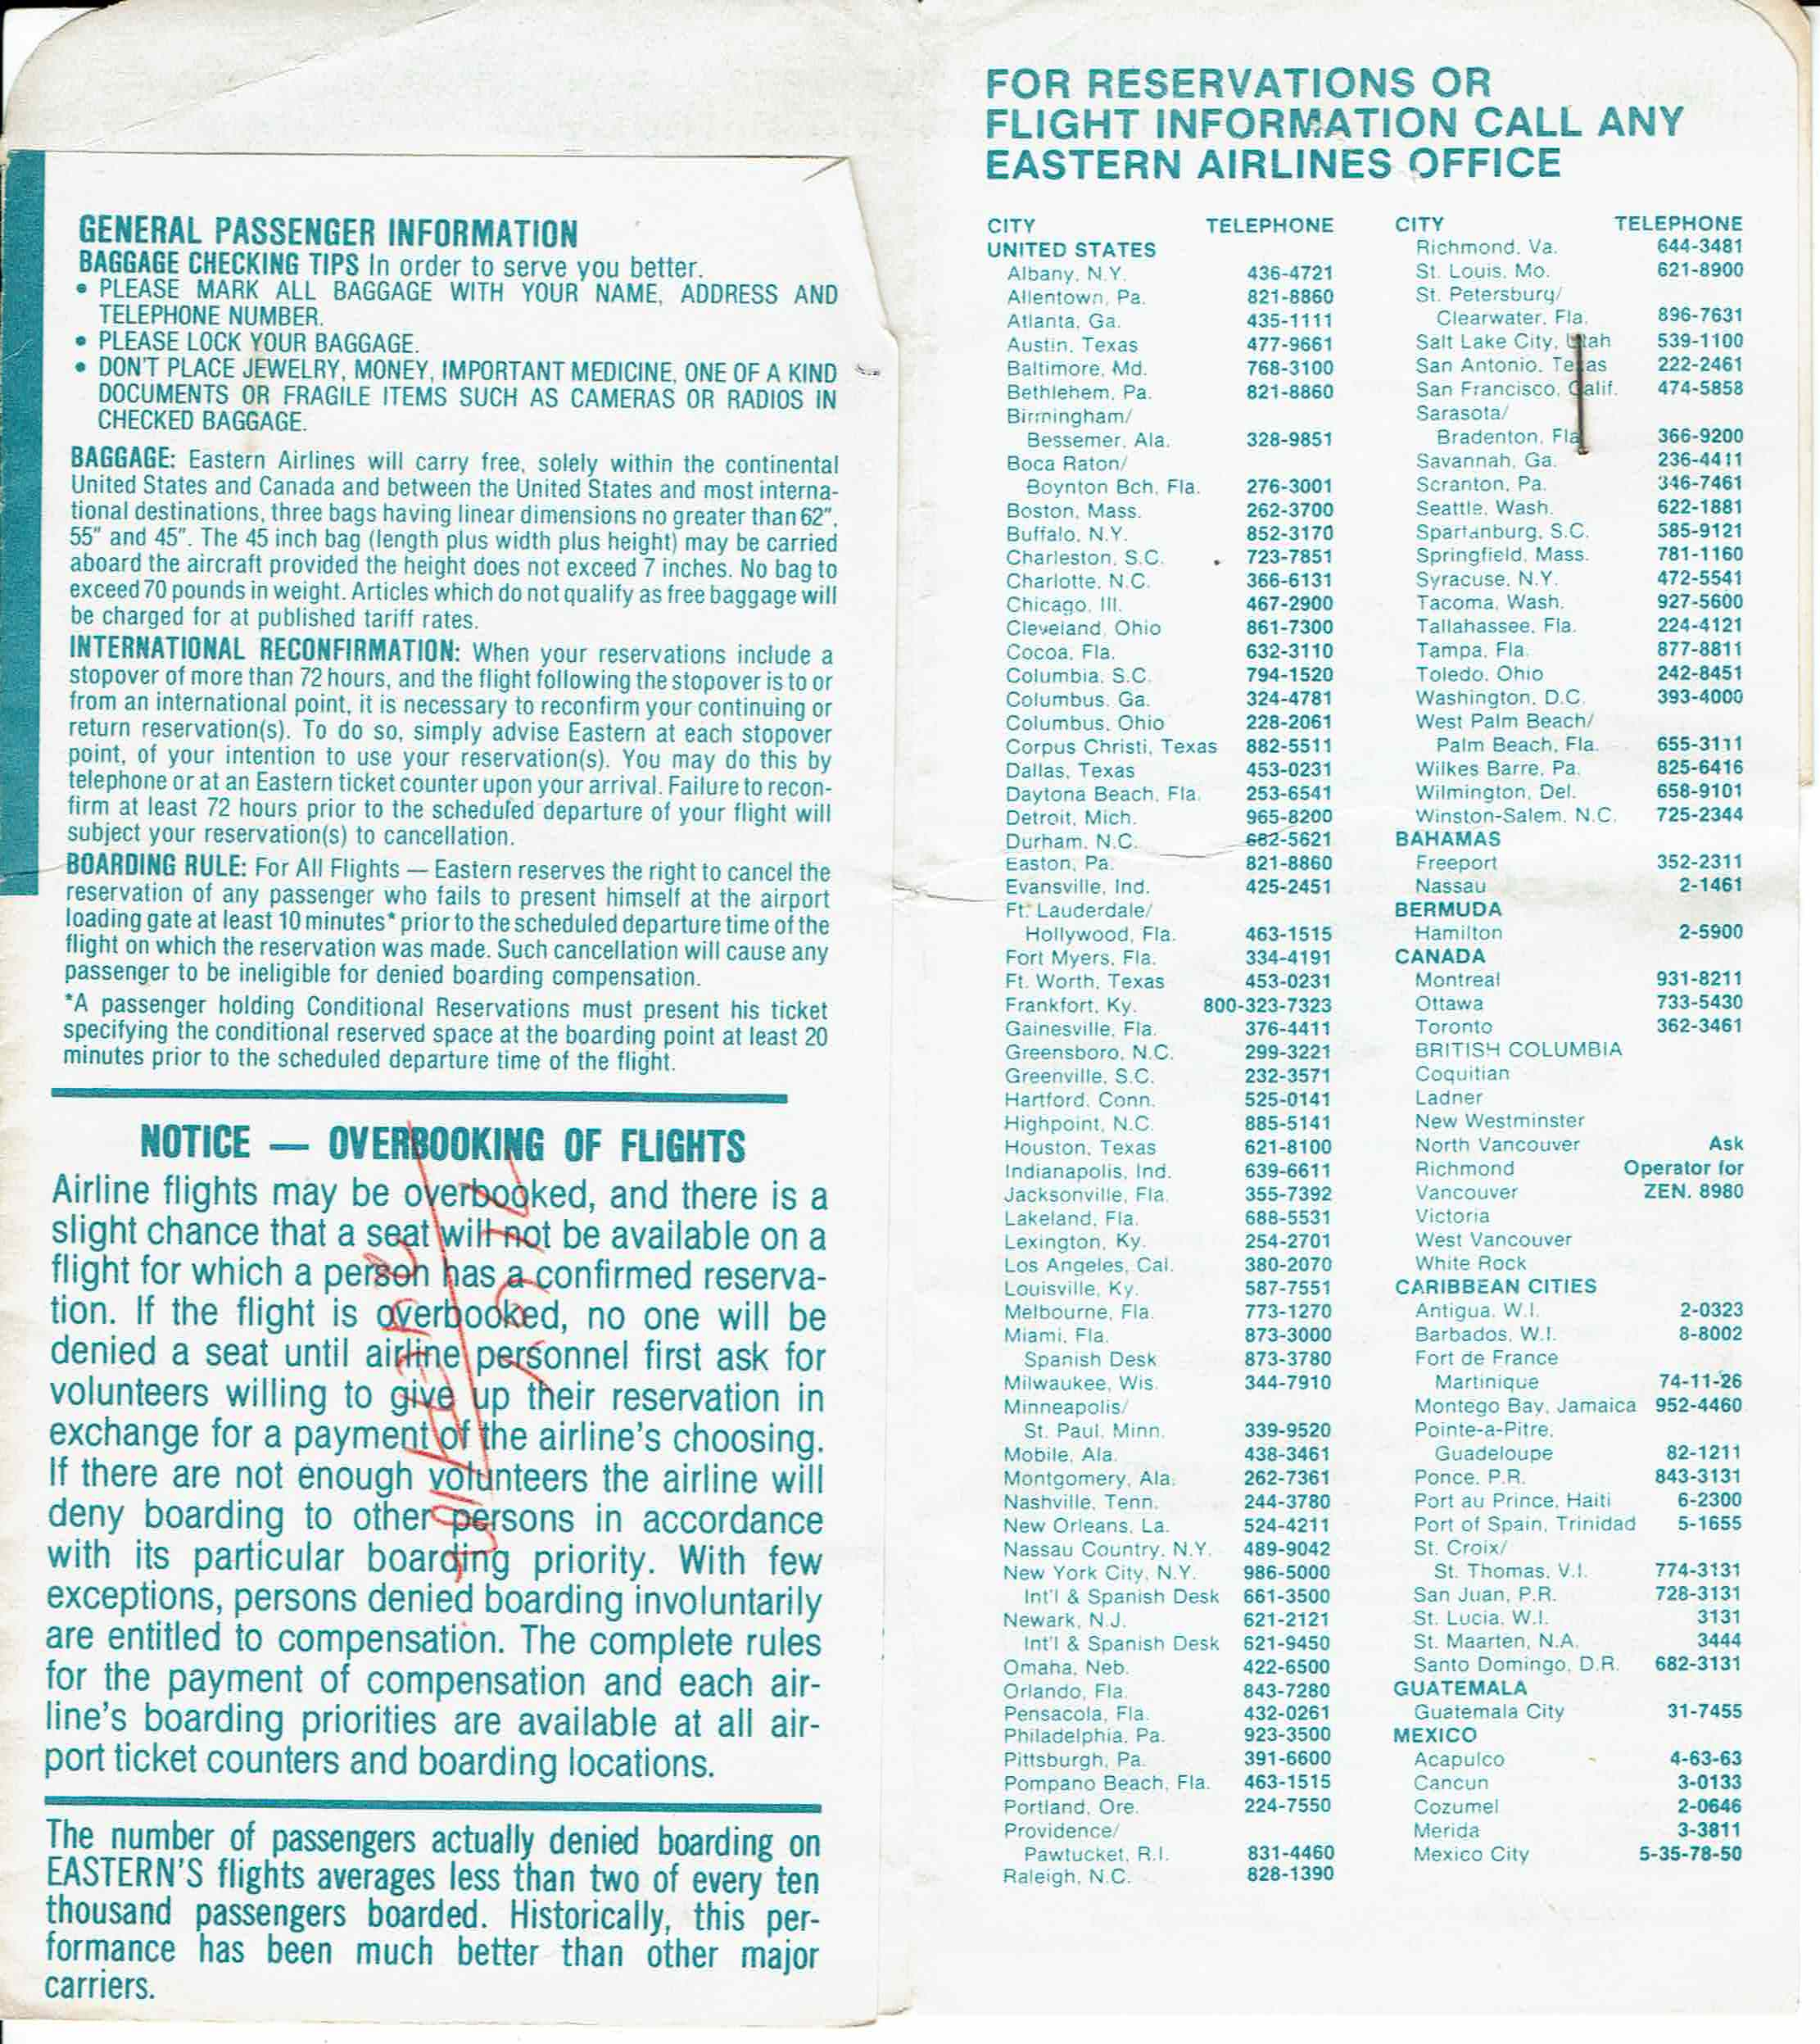 GENERAL PASSENGER INFORMATION
BAGGAGE CHECKING TIPS In order to serve you better.
• PLEASE MARK ALL BAGGAGE WITH YOUR NAME, ADDRESS AND
TELEPHONE NUMBER.
• PLEASE LOCK YOUR BAGGAGE.
• DON'T PLACE JEWELRY, MONEY, IMPORTANT MEDICINE, ONE OF A KIND
DOCUMENTS OR FRAGILE ITEMS SUCH AS CAMERAS OR RADIOS IN
CHECKED BAGGAGE.
BAGGAGE: Eastern Airlines will carry free, solely within the continental
United States and Canada and between the United States and most interna-
tional destinations, three bags having linear dimensions no greater than 62",
55" and 45". The 45 inch bag (length plus width plus height) may be carried
aboard the aircraft provided the height does not exceed 7 inches. No bag to
exceed 70 pounds in weight. Articles which do not qualify as free baggage will
be charged for at published tariff rates.
INTERNATIONAL RECONFIRMATION: When your reservations include a
stopover of more than 72 hours, and the flight following the stopover is to or
from an international point, it is necessary to reconfirm your continuing or
return reservation(s). To do so, simply advise Eastern at each stopover
point, of your intention to use your reservation(s). You may do this by
telephone or at an Eastern ticket counter upon your arrival. Failure to recon-
firm at least 72 hours prior to the scheduled departure of your flight will
subject your reservation(s) to cancellation.
BOARDING RULE: For All Flights — Eastern reserves the right to cancel the
reservation of any passenger who fails to present himself at the airport
loading gate at least 10 minutes* prior to the scheduled departure time of the
flight on which the reservation was made. Such cancellation will cause any
passenger to be ineligible for denied boarding compensation.
*A passenger holding Conditional Reservations must present his ticket
specifying the conditional reserved space at the boarding point at least 20
minutes prior to the scheduled departure time of the flight.
NOTICE — OVERBOOKING OF FLIGHTS
Airline flights may be overbooked, and there is a
slight chance that a seat will not be available on a
flight for which a person has a confirmed reserva-
tion. If the flight is overbooked, no one will be
denied a seat until airline personnel first ask for
volunteers willing to give up their reservation in
exchange for a payment of the airline's choosing.
If there are not enough volunteers the airline will
deny boarding to other persons in accordance
with its particular boarding priority. With few
exceptions, persons denied boarding involuntarily
are entitled to compensation. The complete rules
for the payment of compensation and each air-
line's boarding priorities are available at all air-
port ticket counters and boarding locations.
The number of passengers actually denied boarding on
EASTERN'S flights averages less than two of every ten
thousand passengers boarded. Historically, this per-
formance has been much better than other major
carriers.
FOR RESERVATIONS OR
FLIGHT INFORMATION CALL ANY
EASTERN AIRLINES OFFICE
CITY TELEPHONE
UNITED STATES
Albany, N.Y. 436-4721
Allentown, Pa. 821-8860
Atlanta, Ga. 435-1111
Austin, Texas 477-9661
Baltimore, Md. 768-3100
Bethlehem, Pa. 821-8860
Birmingham/
Bessemer, Ala. 328-9851
Boca Raton/
Boynton Bch, Fla. 276-3001
Boston, Mass. 262-3700
Buffalo, N.Y. 852-3170
Charleston, S.C. 723-7851
Charlotte, N.C. 366-6131
Chicago, Ill. 467-2900
Cleveland, Ohio 861-7300
Cocoa, Fla. 632-3110
Columbia, S.C. 794-1520
Columbus, Ga. 324-4781
Columbus, Ohio 228-2061
Corpus Christi, Texas 882-5511
Dallas, Texas 453-0231
Daytona Beach, Fla. 253-6541
Detroit, Mich. 965-8200
Durham, N.C. 682-5621
Easton, Pa. 821-8860
Evansville, Ind. 425-2451
Ft. Lauderdale/
Hollywood, Fla. 463-1515
Fort Myers, Fla. 334-4191
Ft. Worth, Texas 453-0231
Frankfort, Ky. 800-323-7323
Gainesville, Fla. 376-4411
Greensboro, N.C. 299-3221
Greenville, S.C. 232-3571
Hartford, Conn. 525-0141
Highpoint, N.C. 885-5141
Houston, Texas 621-8100
Indianapolis, Ind. 639-6611
Jacksonville, Fla. 355-7392
Lakeland, Fla. 688-5531
Lexington, Ky. 254-2701
Los Angeles, Cal. 380-2070
Louisville, Ky. 587-7551
Melbourne, Fla. 773-1270
Miami, Fla. 873-3000
Spanish Desk 873-3780
Milwaukee, Wis. 344-7910
Minneapolis/
St. Paul, Minn. 339-9520
Mobile, Ala. 438-3461
Montgomery, Ala. 262-7361
Nashville, Tenn. 244-3780
New Orleans, La. 524-4211
Nassau Country, N.Y. 489-9042
New York City, N.Y. 986-5000
Int'l & Spanish Desk 661-3500
Newark, N.J. 621-2121
Int'l & Spanish Desk 621-9450
Omaha, Neb. 422-6500
Orlando, Fla. 843-7280
Pensacola, Fla. 432-0261
Philadelphia, Pa. 923-3500
Pittsburgh, Pa. 391-6600
Pompano Beach, Fla. 463-1515
Portland, Ore. 224-7550
Providence/
Pawtucket, R.I. 831-4460
Raleigh, N.C. 828-1390
CITY TELEPHONE
Richmond, Va. 644-3481
St. Louis, Mo. 621-8900
St. Petersburg/
Clearwater, Fla. 896-7631
Salt Lake City, Utah 539-1100
San Antonio, Texas 222-2461
San Francisco, Calif. 474-5858
Sarasota/
Bradenton, Fla. 366-9200
Savannah, Ga. 236-4411
Scranton, Pa. 346-7461
Seattle, Wash. 622-1881
Spartanburg, S.C. 585-9121
Springfield, Mass. 781-1160
Syracuse, N.Y. 472-5541
Tacoma, Wash. 927-5600
Tallahassee, Fla. 224-4121
Tampa, Fla. 877-8811
Toledo, Ohio 242-8451
Washington, D.C. 393-4000
West Palm Beach/
Palm Beach, Fla. 655-3111
Wilkes Barre, Pa. 825-6416
Wilmington, Del. 658-9101
Winston-Salem, N.C. 725-2344
BAHAMAS
Freeport 352-2311
Nassau 2-1461
BERMUDA
Hamilton 2-5900
CANADA
Montreal 931-8211
Ottawa 733-5430
Toronto 362-3461
BRITISH COLUMBIA
Coquitian
Ladner
New Westminster
North Vancouver Ask
Richmond Operator for
Vancouver ZEN. 8980
Victoria
West Vancouver
White Rock
CARIBBEAN CITIES
Antigua, W.I. 2-0323
Barbados, W.I. 8-8002
Fort de France
Martinique 74-11-26
Montego Bay, Jamaica 952-4460
Pointe-a-Pitre,
Guadeloupe 82-1211
Ponce, P.R. 843-3131
Port au Prince, Haiti 6-2300
Port of Spain, Trinidad 5-1655
St. Croix/
St. Thomas, V.I. 774-3131
San Juan, P.R. 728-3131
St. Lucia, W.I. 3131
St. Maarten, N.A. 3444
Santo Domingo, D.R. 682-3131
GUATEMALA
Guatemala City 31-7455
MEXICO
Acapulco 4-63-63
Cancun 3-0133
Cozumel 2-0646
Merida 3-3811
Mexico City 5-35-78-50